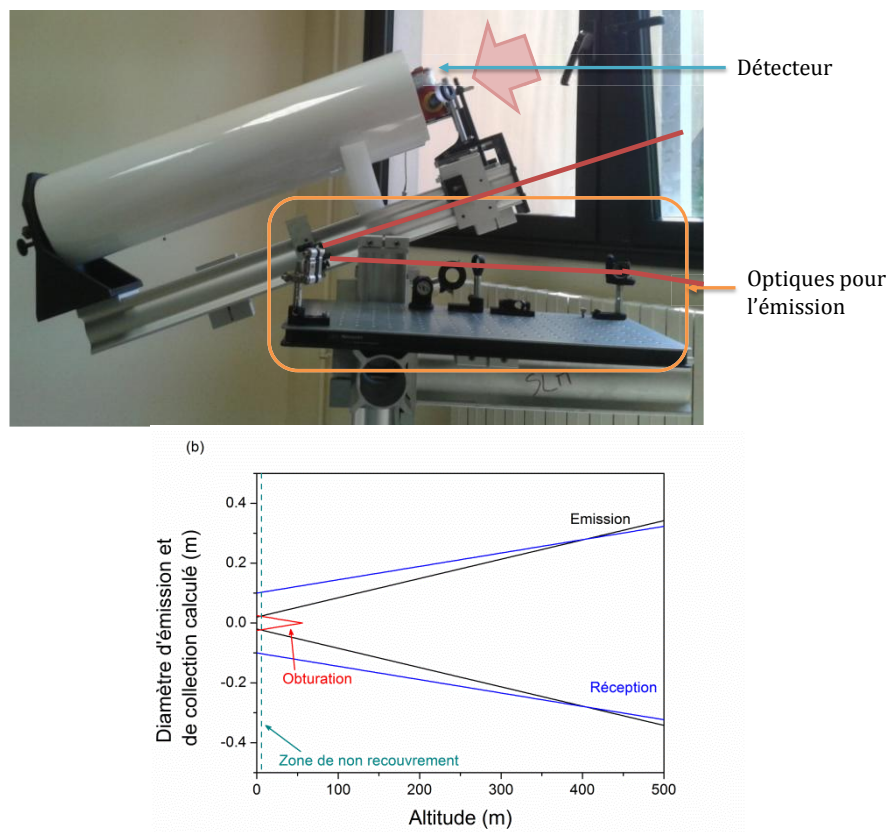 Détecteur
Optiques pour
l'émission
SLM
(b)
Diamètre d'émission et
de collection calculé (m)
0.4
0.2
0.0
-0.2
-0.4
Emission
Obturation
Réception
Zone de non recouvrement
0
100
200
300
400
500
Altitude (m)